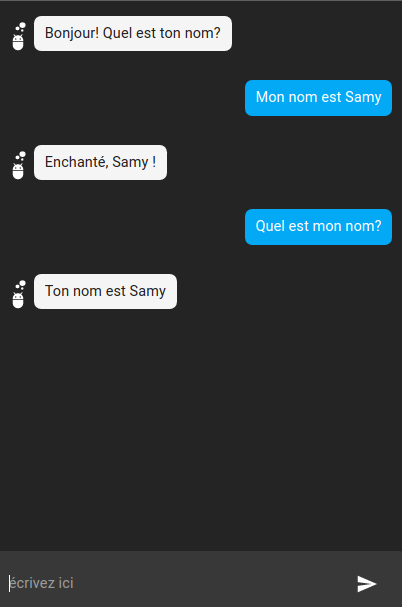 Bonjour! Quel est ton nom?
Mon nom est Samy
Enchanté, Samy !
Quel est mon nom?
Ton nom est Samy
écrivez ici